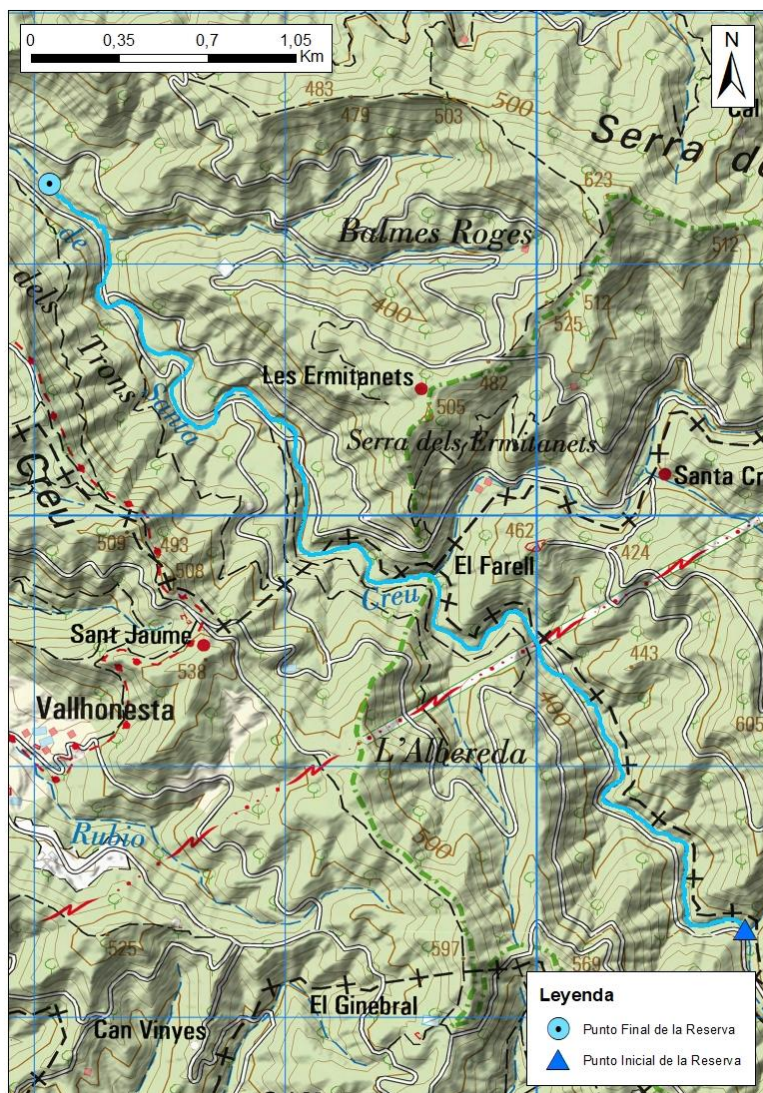 0 0,35 0,7 1,05
Km
N
483
479
503
500
Cal
Serra de
623
512
de
Balmes Roges
512
525
400
dels
Trons
Santa
Les Ermitanets
482
505
Serra dels Ermitanets
Creu
Santa Cr
509
493
508
462
424
El Farell
Creu
Sant Jaume
538
443
Vallhonesta
400
605
L'Albereda
Rubio
500
525
597
569
El Ginebral
Can Vinyes
Leyenda
Punto Final de la Reserva
Punto Inicial de la Reserva